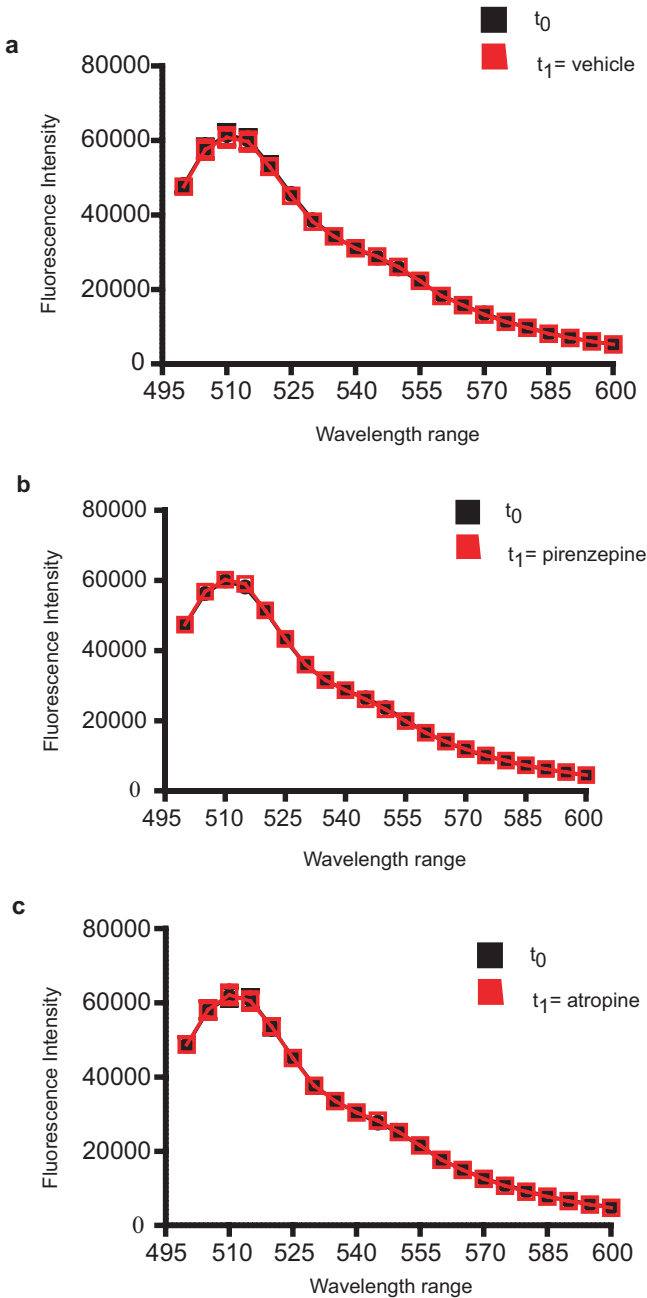 a
t0
t1= vehicle
80000
60000
40000
20000
0
Fluorescence Intensity
495 510 525 540 555 570 585 600
Wavelength range
b
t0
t1= pirenzepine
80000
60000
40000
20000
0
Fluorescence Intensity
495 510 525 540 555 570 585 600
Wavelength range
c
t0
t1= atropine
80000
60000
40000
20000
0
Fluorescence Intensity
495 510 525 540 555 570 585 600
Wavelength range